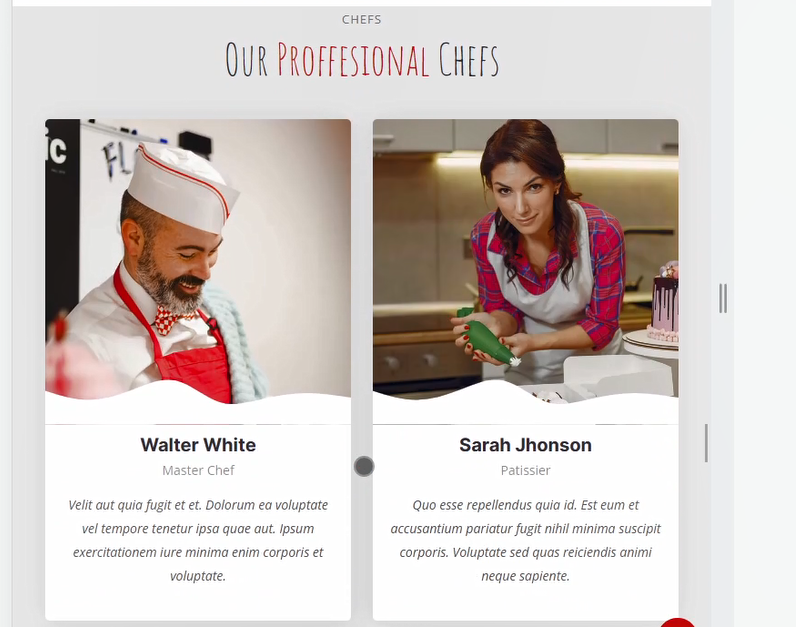 CHEFS
Our Proffesional Chefs
ic
FL
Walter White
Master Chef
Velit aut quia fugit et et. Dolorum ea voluptate
vel tempore tenetur ipsa quae aut. Ipsum
exercitationem iure minima enim corporis et
voluptate.
Sarah Jhonson
Patissier
Quo esse repellendus quia id. Est eum et
accusantium pariatur fugit nihil minima suscipit
corporis. Voluptate sed quas reiciendis animi
neque sapiente.